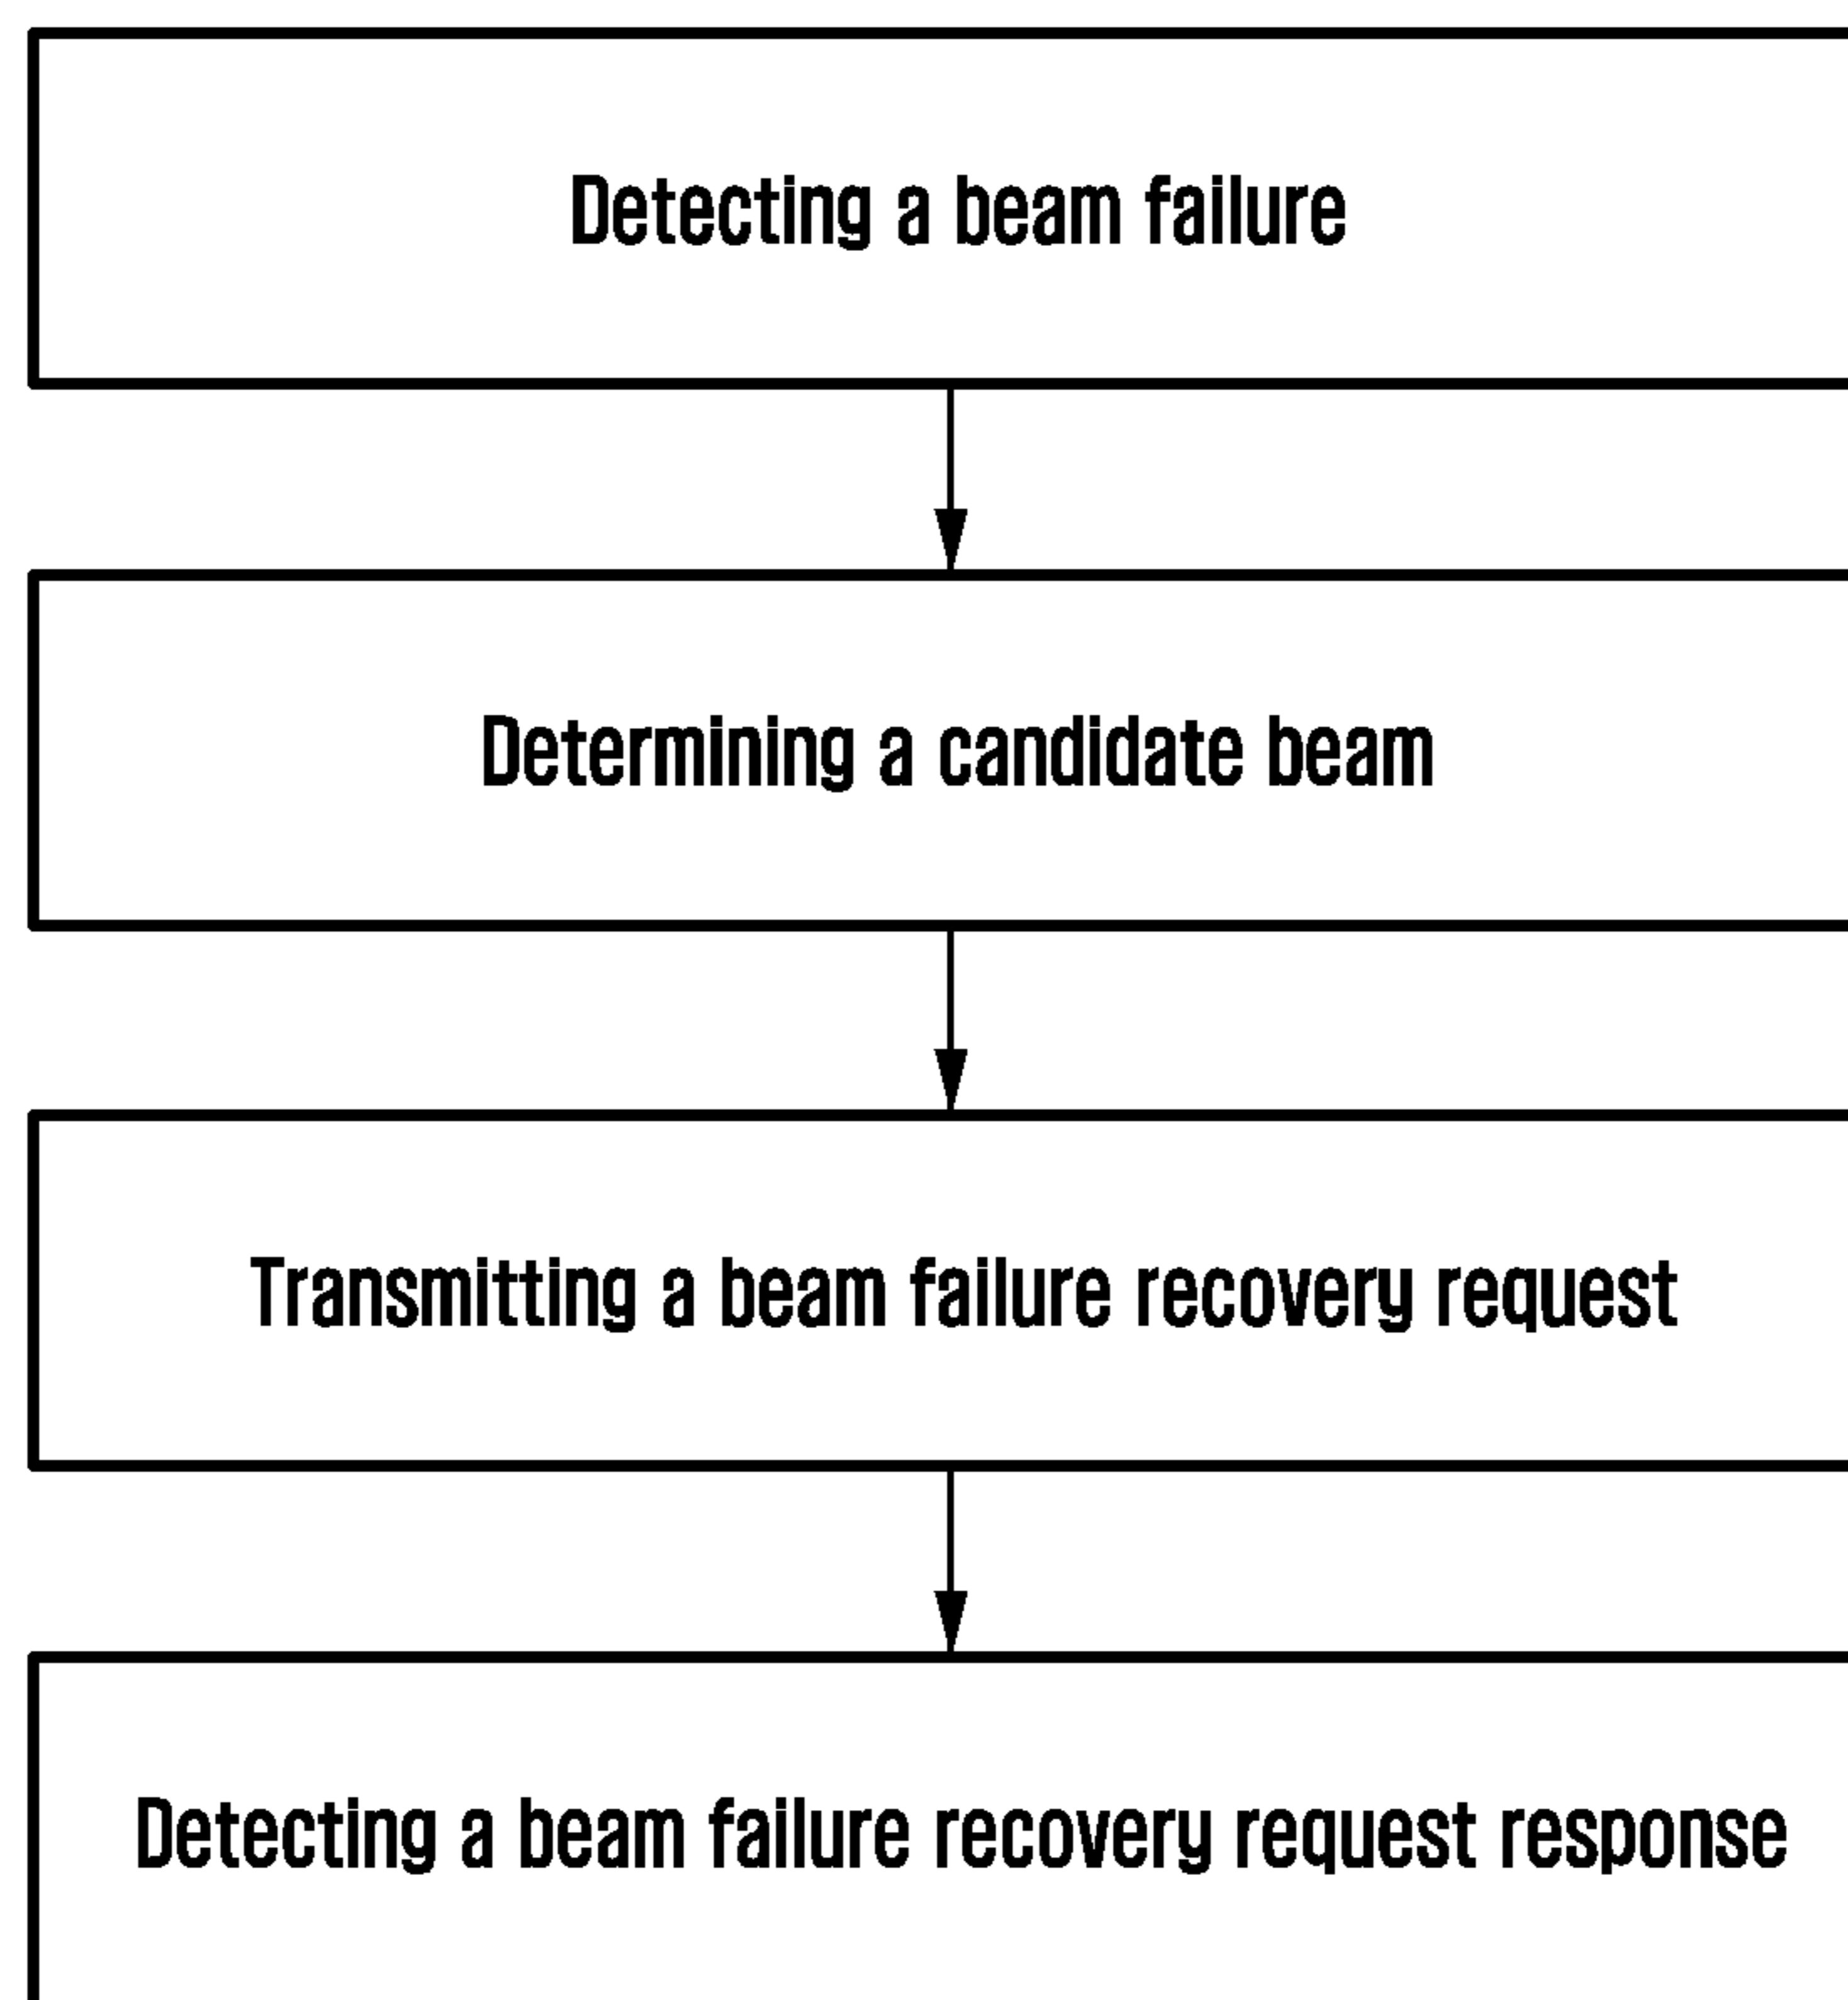 Detecting a beam failure
Determining a candidate beam
Transmitting a beam failure recovery request
Detecting a beam failure recovery request response